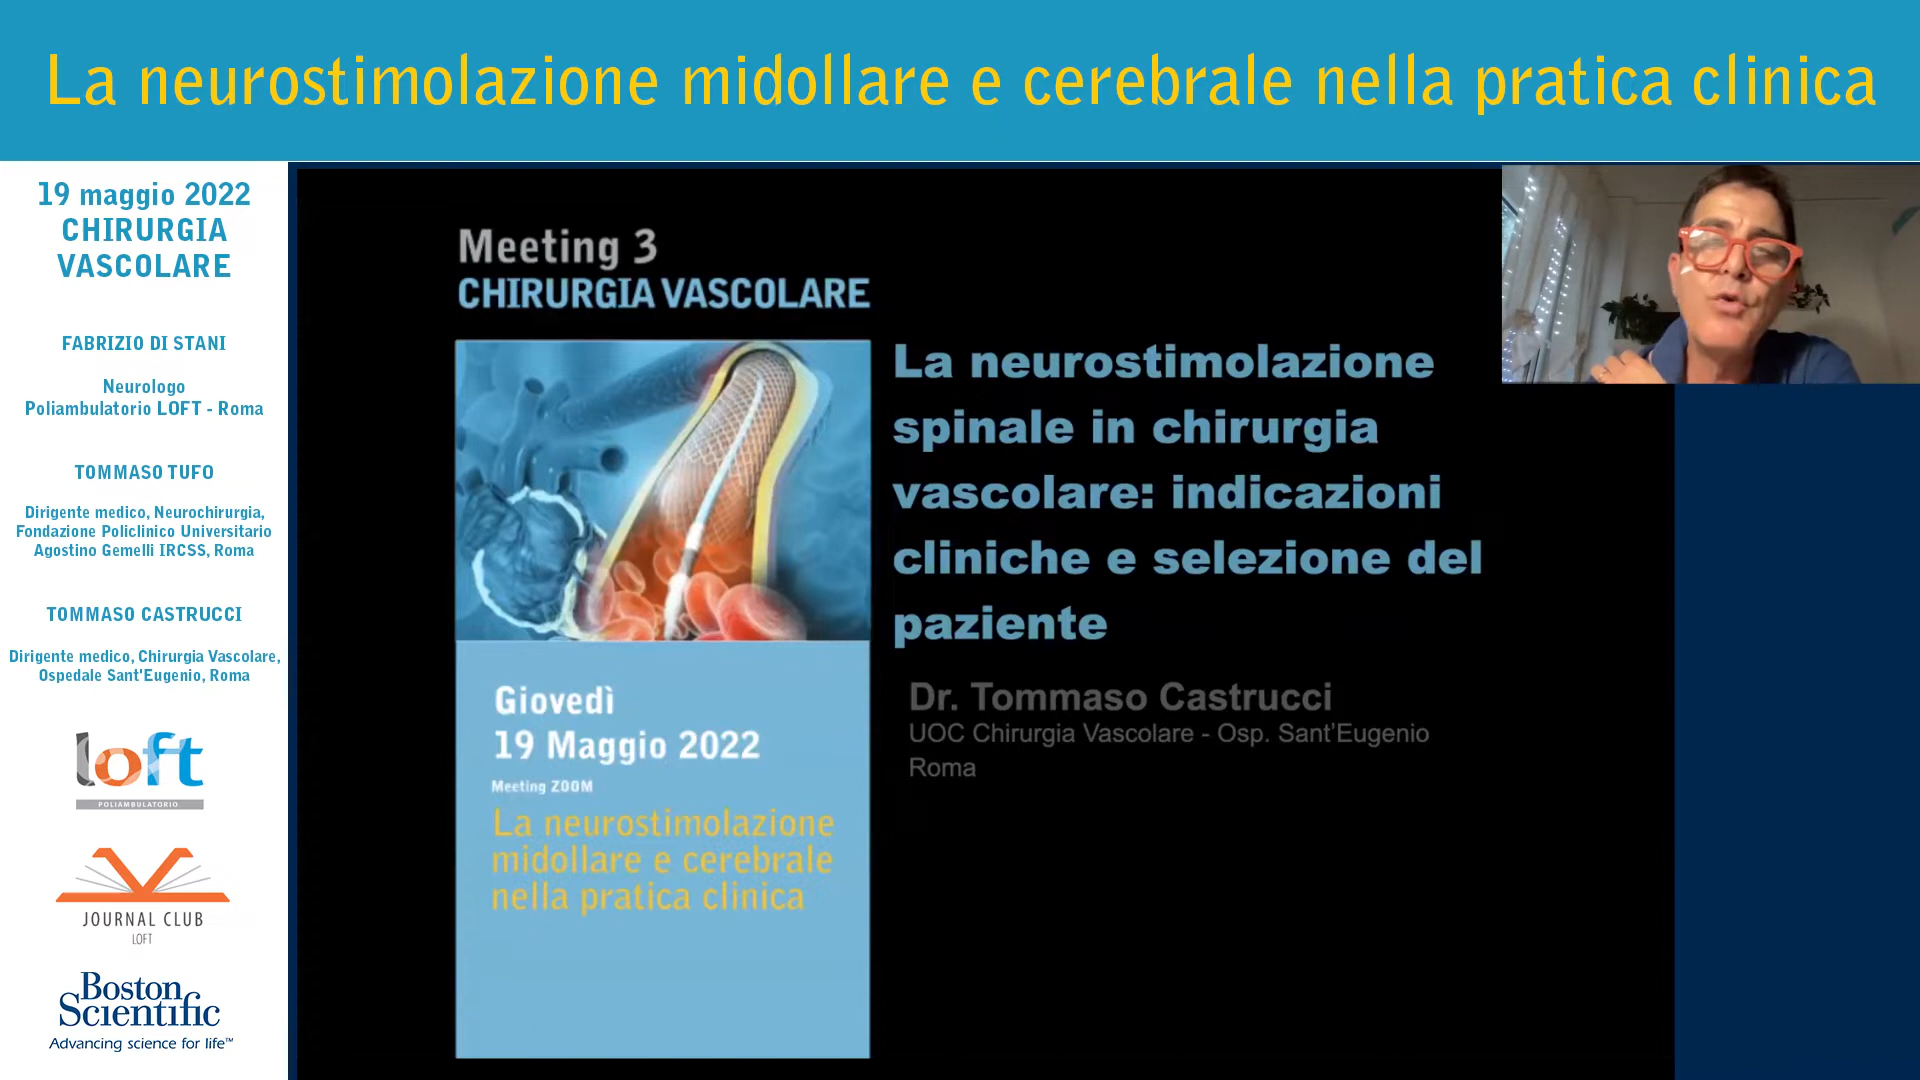 La neurostimolazione midollare e cerebrale nella pratica clinica
19 maggio 2022
CHIRURGIA
VASCOLARE
FABRIZIO DI STANI
Neurologo
Poliambulatorio LOFT - Roma
TOMMASO TUFO
Dirigente medico, Neurochirurgia,
Fondazione Policlinico Universitario
Agostino Gemelli IRCSS, Roma
TOMMASO CASTRUCCI
Dirigente medico, Chirurgia Vascolare,
Ospedale Sant'Eugenio, Roma
loft
POLIAMBULATORIO
JOURNAL CLUB
LOFT
Boston
Scientific
Advancing science for life™
Meeting 3
CHIRURGIA VASCOLARE
Giovedì
19 Maggio 2022
Meeting ZOOM
La neurostimolazione
midollare e cerebrale
nella pratica clinica
La neurostimolazione
spinale in chirurgia
vascolare: indicazioni
cliniche e selezione del
paziente
Dr. Tommaso Castrucci
UOC Chirurgia Vascolare - Osp. Sant'Eugenio
Roma